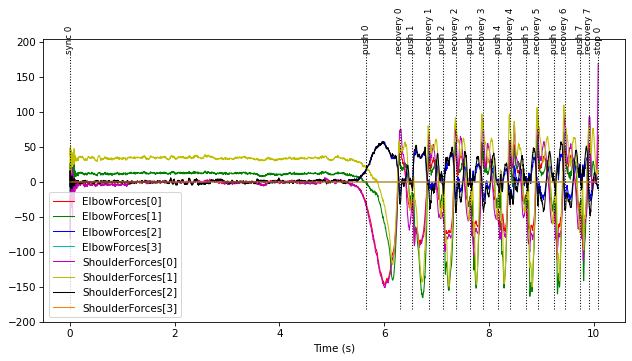 sync 0
push 0
recovery 0
push 1
recovery 1
push 2
recovery 2
push 3
recovery 3
push 4
recovery 4
push 5
recovery 5
push 6
recovery 6
push 7
recovery 7
stop 0
200
150
100
50
0
−50
−100
−150
−200
ElbowForces[0]
ElbowForces[1]
ElbowForces[2]
ElbowForces[3]
ShoulderForces[0]
ShoulderForces[1]
ShoulderForces[2]
ShoulderForces[3]
0 2 4 6 8 10
Time (s)